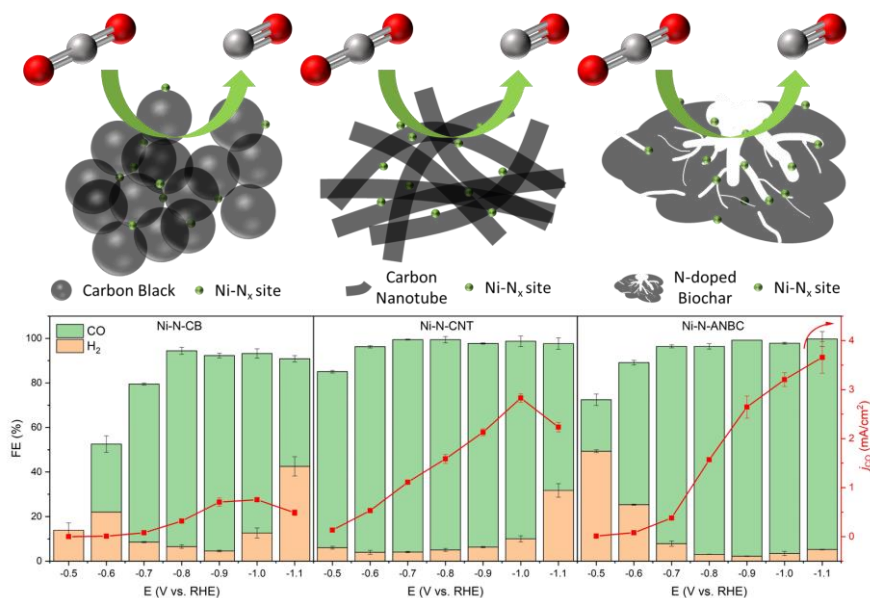 Carbon Black
Ni-Nₓ site
Carbon
Nanotube
Ni-Nₓ site
N-doped
Biochar
Ni-Nₓ site
Ni-N-CB
Ni-N-CNT
Ni-N-ANBC
CO
H₂
100
80
60
40
20
0
FE (%)
4
3
2
1
0
j_CO (mA/cm²)
-0.5 -0.6 -0.7 -0.8 -0.9 -1.0 -1.1
-0.5 -0.6 -0.7 -0.8 -0.9 -1.0 -1.1
-0.5 -0.6 -0.7 -0.8 -0.9 -1.0 -1.1
E (V vs. RHE)
E (V vs. RHE)
E (V vs. RHE)